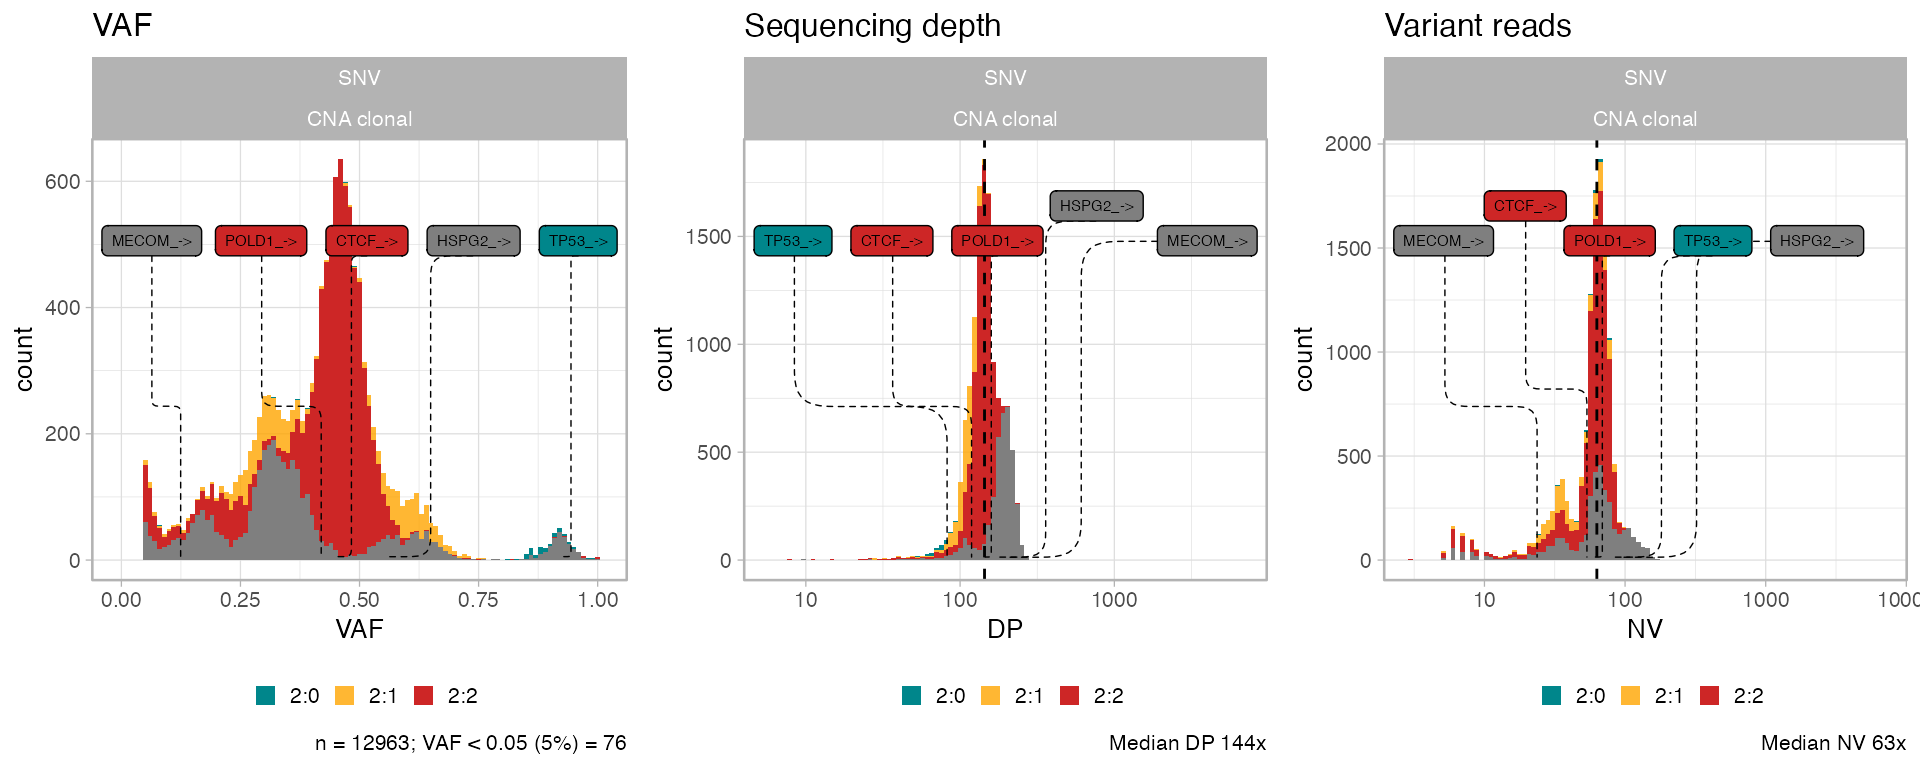 VAF
SNV
CNA clonal
600
400
200
0
count
MECOM_->
POLD1_->
CTCF_->
HSPG2_->
TP53_->
0.00 0.25 0.50 0.75 1.00
VAF
2:0 2:1 2:2
n = 12963; VAF < 0.05 (5%) = 76
Sequencing depth
SNV
CNA clonal
1500
1000
500
0
count
HSPG2_->
TP53_->
CTCF_->
POLD1_->
MECOM_->
10 100 1000
DP
2:0 2:1 2:2
Median DP 144x
Variant reads
SNV
CNA clonal
2000
1500
1000
500
0
count
CTCF_->
MECOM_->
POLD1_->
TP53_->
HSPG2_->
10 100 1000 1000
NV
2:0 2:1 2:2
Median NV 63x